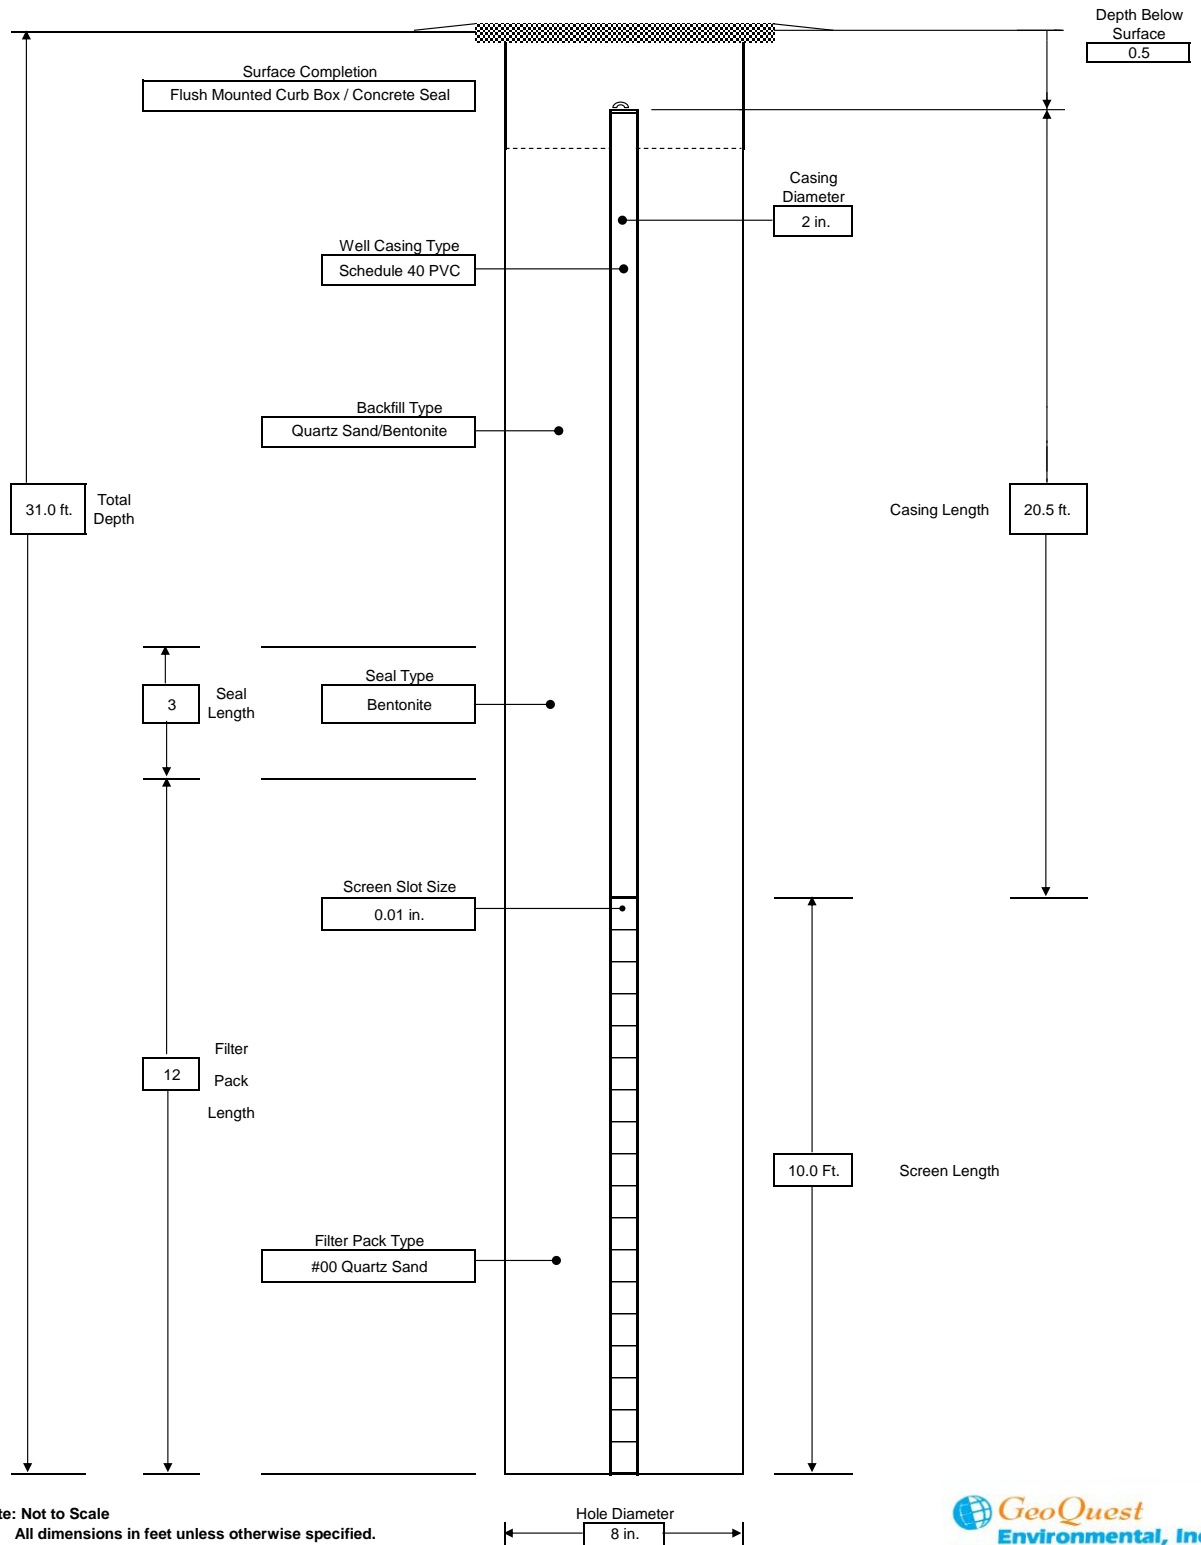 Depth Below
Surface
0.5
Surface Completion
Flush Mounted Curb Box / Concrete Seal
Casing
Diameter
2 in.
Well Casing Type
Schedule 40 PVC
Backfill Type
Quartz Sand/Bentonite
31.0 ft.
Total
Depth
Casing Length
20.5 ft.
3
Seal
Length
Seal Type
Bentonite
Screen Slot Size
0.01 in.
12
Filter
Pack
Length
10.0 Ft.
Screen Length
Filter Pack Type
#00 Quartz Sand
te: Not to Scale
All dimensions in feet unless otherwise specified.
Hole Diameter
8 in.
GeoQuest
Environmental, Inc